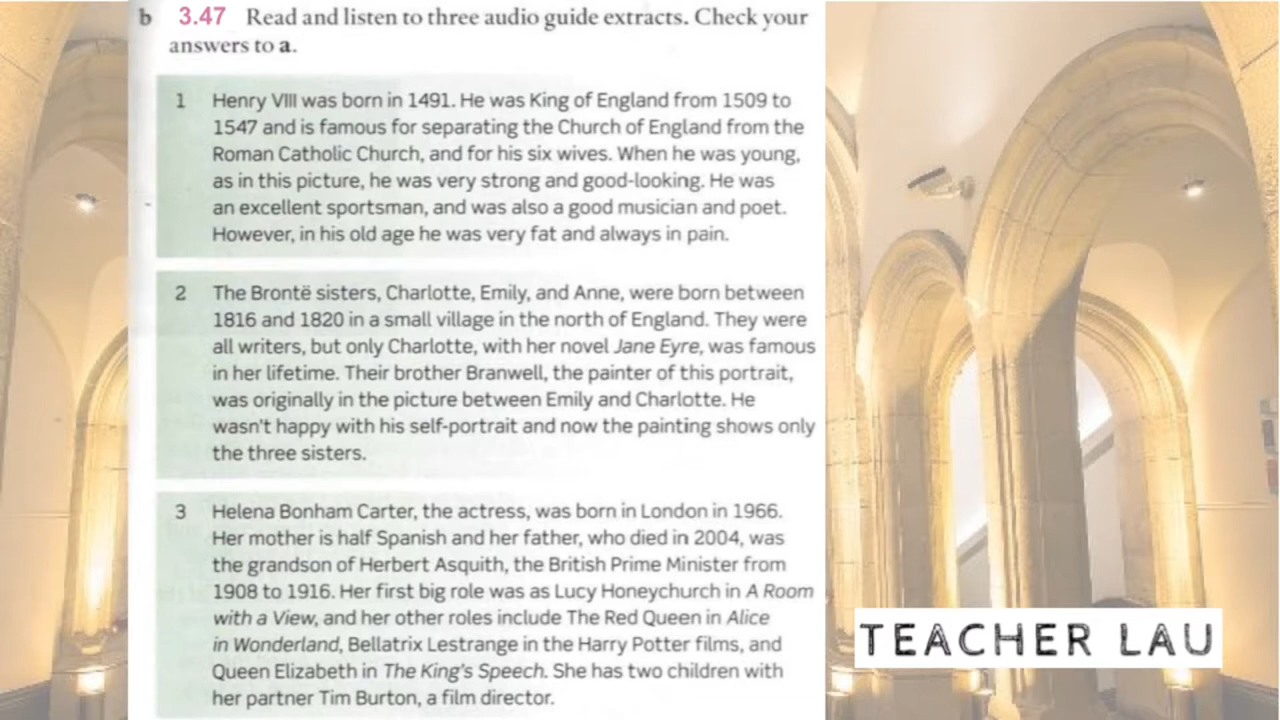 b 3.47 Read and listen to three audio guide extracts. Check your
answers to a.
1 Henry VIII was born in 1491. He was King of England from 1509 to
1547 and is famous for separating the Church of England from the
Roman Catholic Church, and for his six wives. When he was young,
as in this picture, he was very strong and good-looking. He was
an excellent sportsman, and was also a good musician and poet.
However, in his old age he was very fat and always in pain.
2 The Brontë sisters, Charlotte, Emily, and Anne, were born between
1816 and 1820 in a small village in the north of England. They were
all writers, but only Charlotte, with her novel Jane Eyre, was famous
in her lifetime. Their brother Branwell, the painter of this portrait,
was originally in the picture between Emily and Charlotte. He
wasn't happy with his self-portrait and now the painting shows only
the three sisters.
3 Helena Bonham Carter, the actress, was born in London in 1966.
Her mother is half Spanish and her father, who died in 2004, was
the grandson of Herbert Asquith, the British Prime Minister from
1908 to 1916. Her first big role was as Lucy Honeychurch in A Room
with a View, and her other roles include The Red Queen in Alice
in Wonderland, Bellatrix Lestrange in the Harry Potter films, and
Queen Elizabeth in The King's Speech. She has two children with
her partner Tim Burton, a film director.
TEACHER LAU